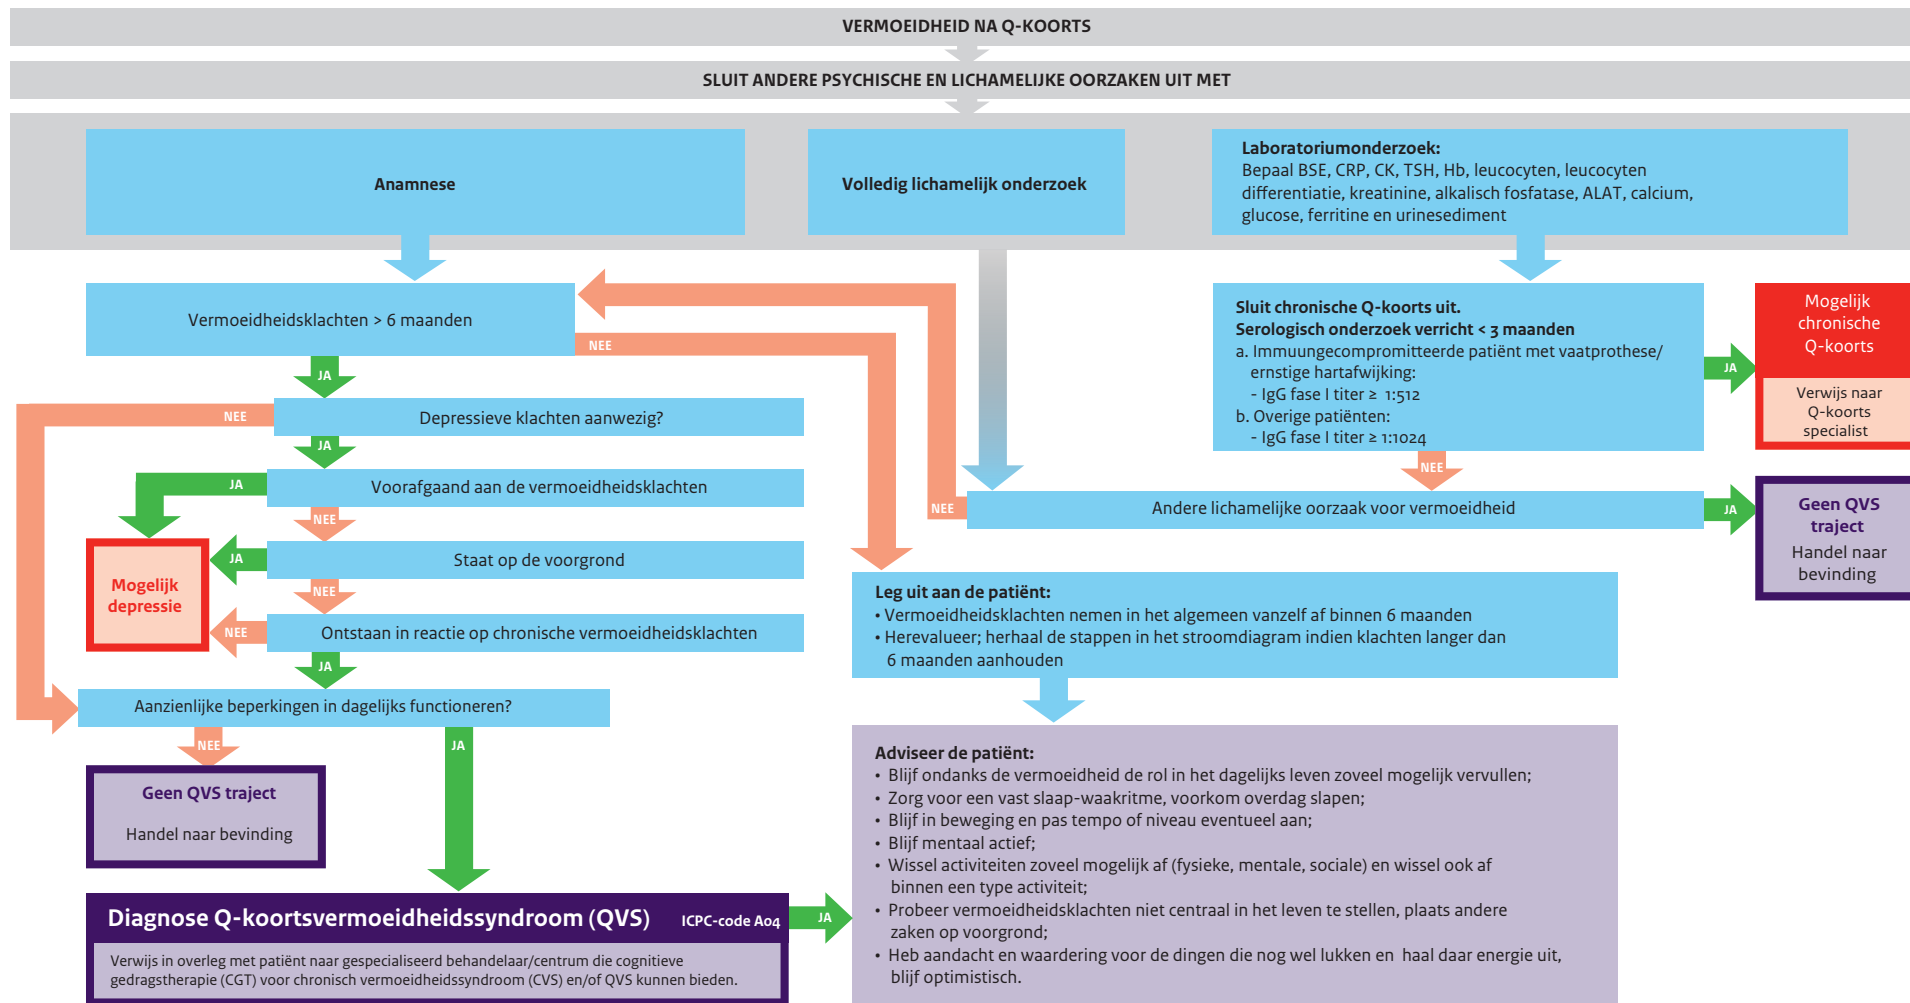 VERMOEIDHEID NA Q-KOORTS
SLUIT ANDERE PSYCHISCHE EN LICHAMELIJKE OORZAKEN UIT MET
Anamnese
Volledig lichamelijk onderzoek
Laboratoriumonderzoek:
Bepaal BSE, CRP, CK, TSH, Hb, leucocyten, leucocyten
differentiatie, kreatinine, alkalisch fosfatase, ALAT, calcium,
glucose, ferritine en urinesediment
Vermoeidheidsklachten > 6 maanden
NEE
JA
Sluit chronische Q-koorts uit.
Serologisch onderzoek verricht < 3 maanden
a. Immuungecompromitteerde patiënt met vaatprothese/
ernstige hartafwijking:
- IgG fase I titer ≥ 1:512
b. Overige patiënten:
- IgG fase I titer ≥ 1:1024
JA
NEE
Mogelijk
chronische
Q-koorts
Verwijs naar
Q-koorts
specialist
NEE
Depressieve klachten aanwezig?
JA
JA
Voorafgaand aan de vermoeidheidsklachten
NEE
NEE
Andere lichamelijke oorzaak voor vermoeidheid
JA
Geen QVS
traject
Handel naar
bevinding
JA
Staat op de voorgrond
NEE
Mogelijk
depressie
NEE
Ontstaan in reactie op chronische vermoeidheidsklachten
JA
Leg uit aan de patiënt:
• Vermoeidheidsklachten nemen in het algemeen vanzelf af binnen 6 maanden
• Herevalueer; herhaal de stappen in het stroomdiagram indien klachten langer dan
6 maanden aanhouden
Aanzienlijke beperkingen in dagelijks functioneren?
NEE
JA
Geen QVS traject
Handel naar bevinding
Diagnose Q-koortsvermoeidheidssyndroom (QVS) ICPC-code A04
JA
Verwijs in overleg met patiënt naar gespecialiseerd behandelaar/centrum die cognitieve
gedragstherapie (CGT) voor chronisch vermoeidheidssyndroom (CVS) en/of QVS kunnen bieden.
Adviseer de patiënt:
• Blijf ondanks de vermoeidheid de rol in het dagelijks leven zoveel mogelijk vervullen;
• Zorg voor een vast slaap-waakritme, voorkom overdag slapen;
• Blijf in beweging en pas tempo of niveau eventueel aan;
• Blijf mentaal actief;
• Wissel activiteiten zoveel mogelijk af (fysieke, mentale, sociale) en wissel ook af
binnen een type activiteit;
• Probeer vermoeidheidsklachten niet centraal in het leven te stellen, plaats andere
zaken op voorgrond;
• Heb aandacht en waardering voor de dingen die nog wel lukken en haal daar energie uit,
blijf optimistisch.